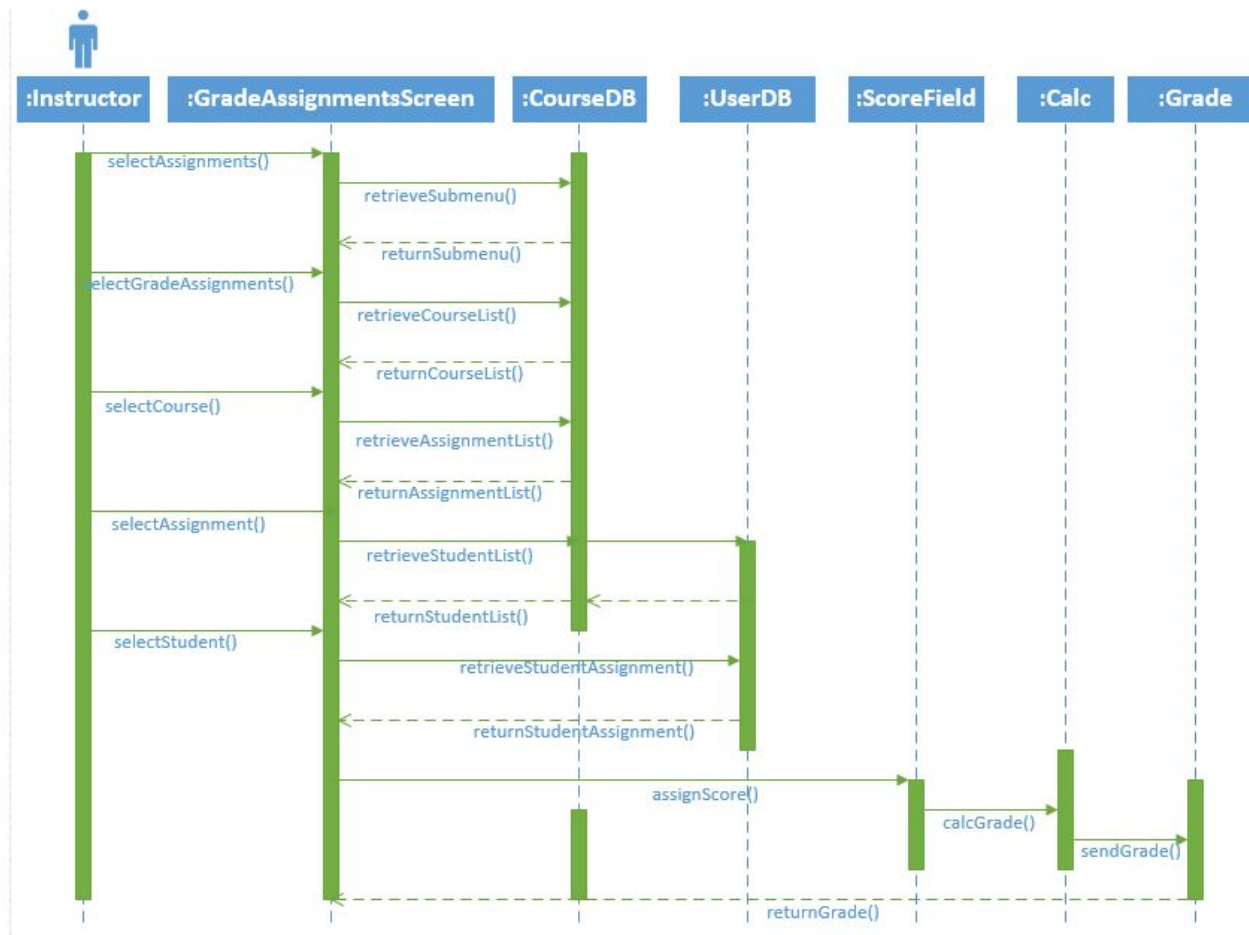 :Instructor
:GradeAssignmentsScreen
:CourseDB
:UserDB
:ScoreField
:Calc
:Grade
selectAssignments()
retrieveSubmenu()
returnSubmenu()
electGradeAssignments()
retrieveCourseList()
returnCourseList()
selectCourse()
retrieveAssignmentList()
returnAssignmentList()
selectAssignment()
retrieveStudentList()
returnStudentList()
selectStudent()
retrieveStudentAssignment()
returnStudentAssignment()
assignScore()
calcGrade()
sendGrade()
returnGrade()